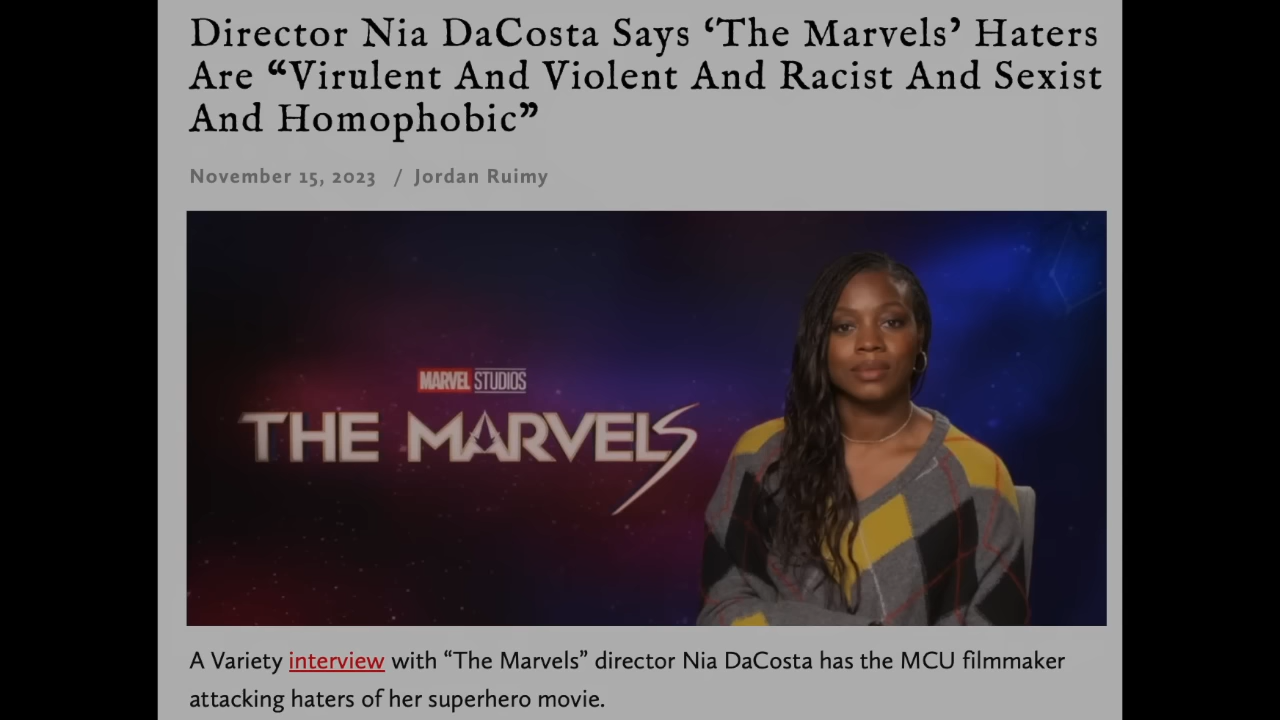 Director Nia DaCosta Says ‘The Marvels’ Haters
Are “Virulent And Violent And Racist And Sexist
And Homophobic”
November 15, 2023 / Jordan Ruimy
MARVEL STUDIOS
THE MARVELS
A Variety interview with “The Marvels” director Nia DaCosta has the MCU filmmaker
attacking haters of her superhero movie.